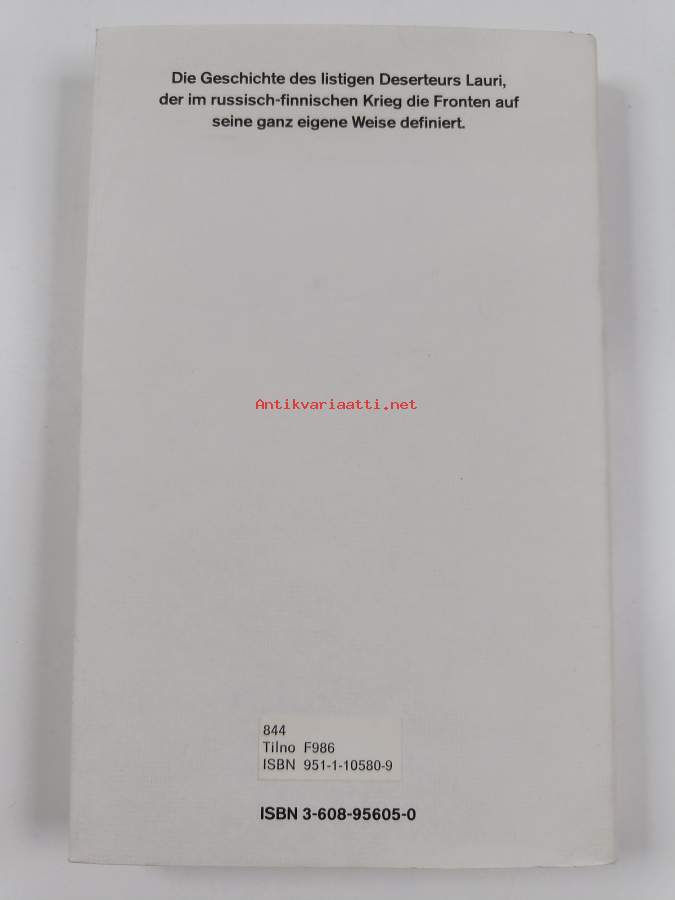 Die Geschichte des listigen Deserteurs Lauri,
der im russisch-finnischen Krieg die Fronten auf
seine ganz eigene Weise definiert.
Antikvariaatti.net
844
Tilno F986
ISBN 951-1-10580-9
ISBN 3-608-95605-0